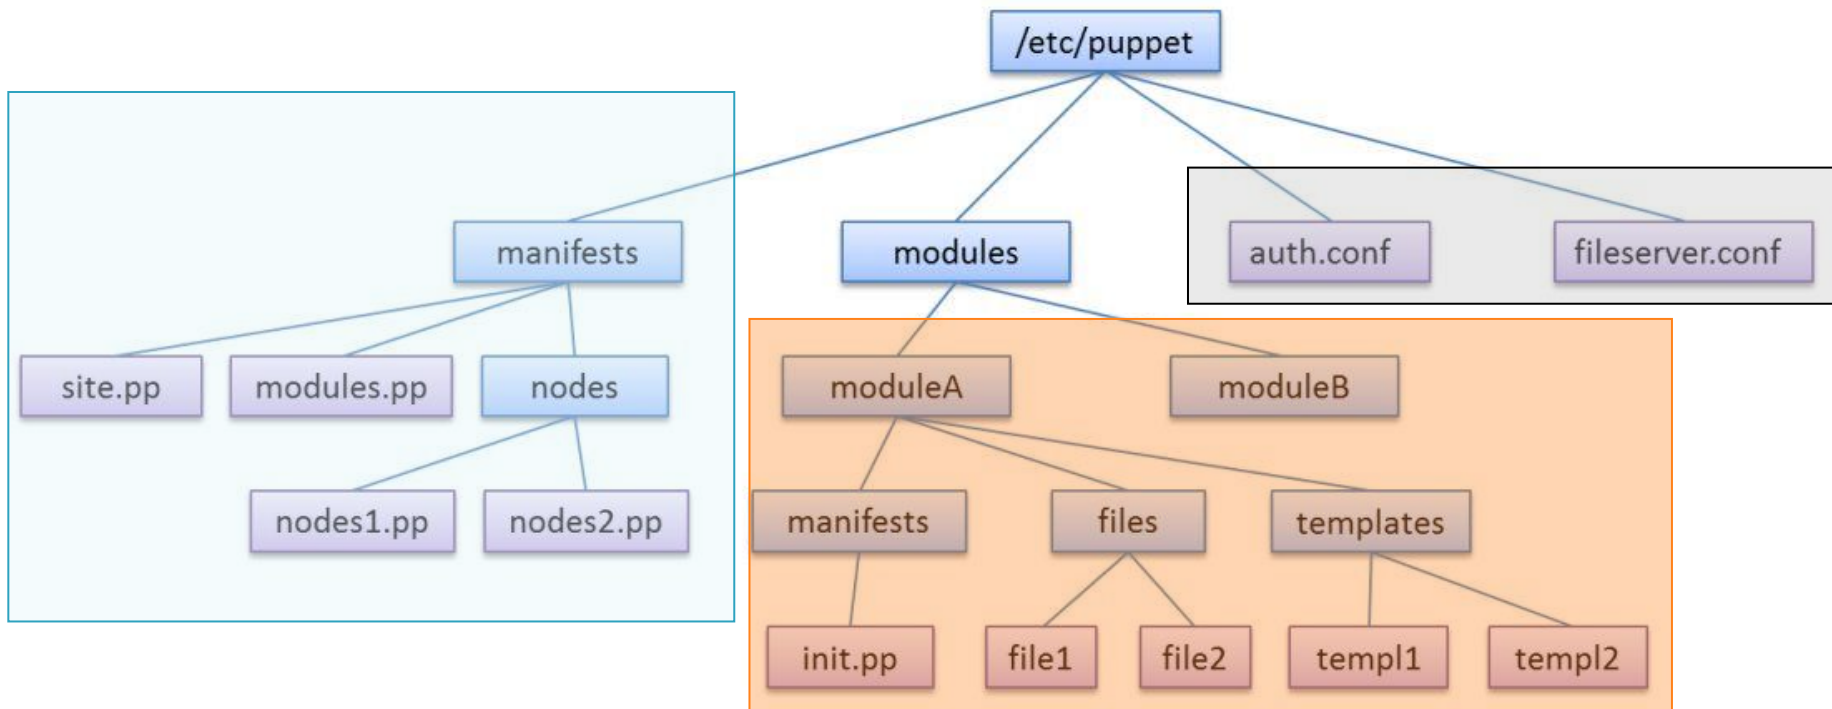 /etc/puppet
manifests
modules
auth.conf
fileserver.conf
site.pp
modules.pp
nodes
moduleA
moduleB
nodes1.pp
nodes2.pp
manifests
files
templates
init.pp
file1
file2
templ1
templ2